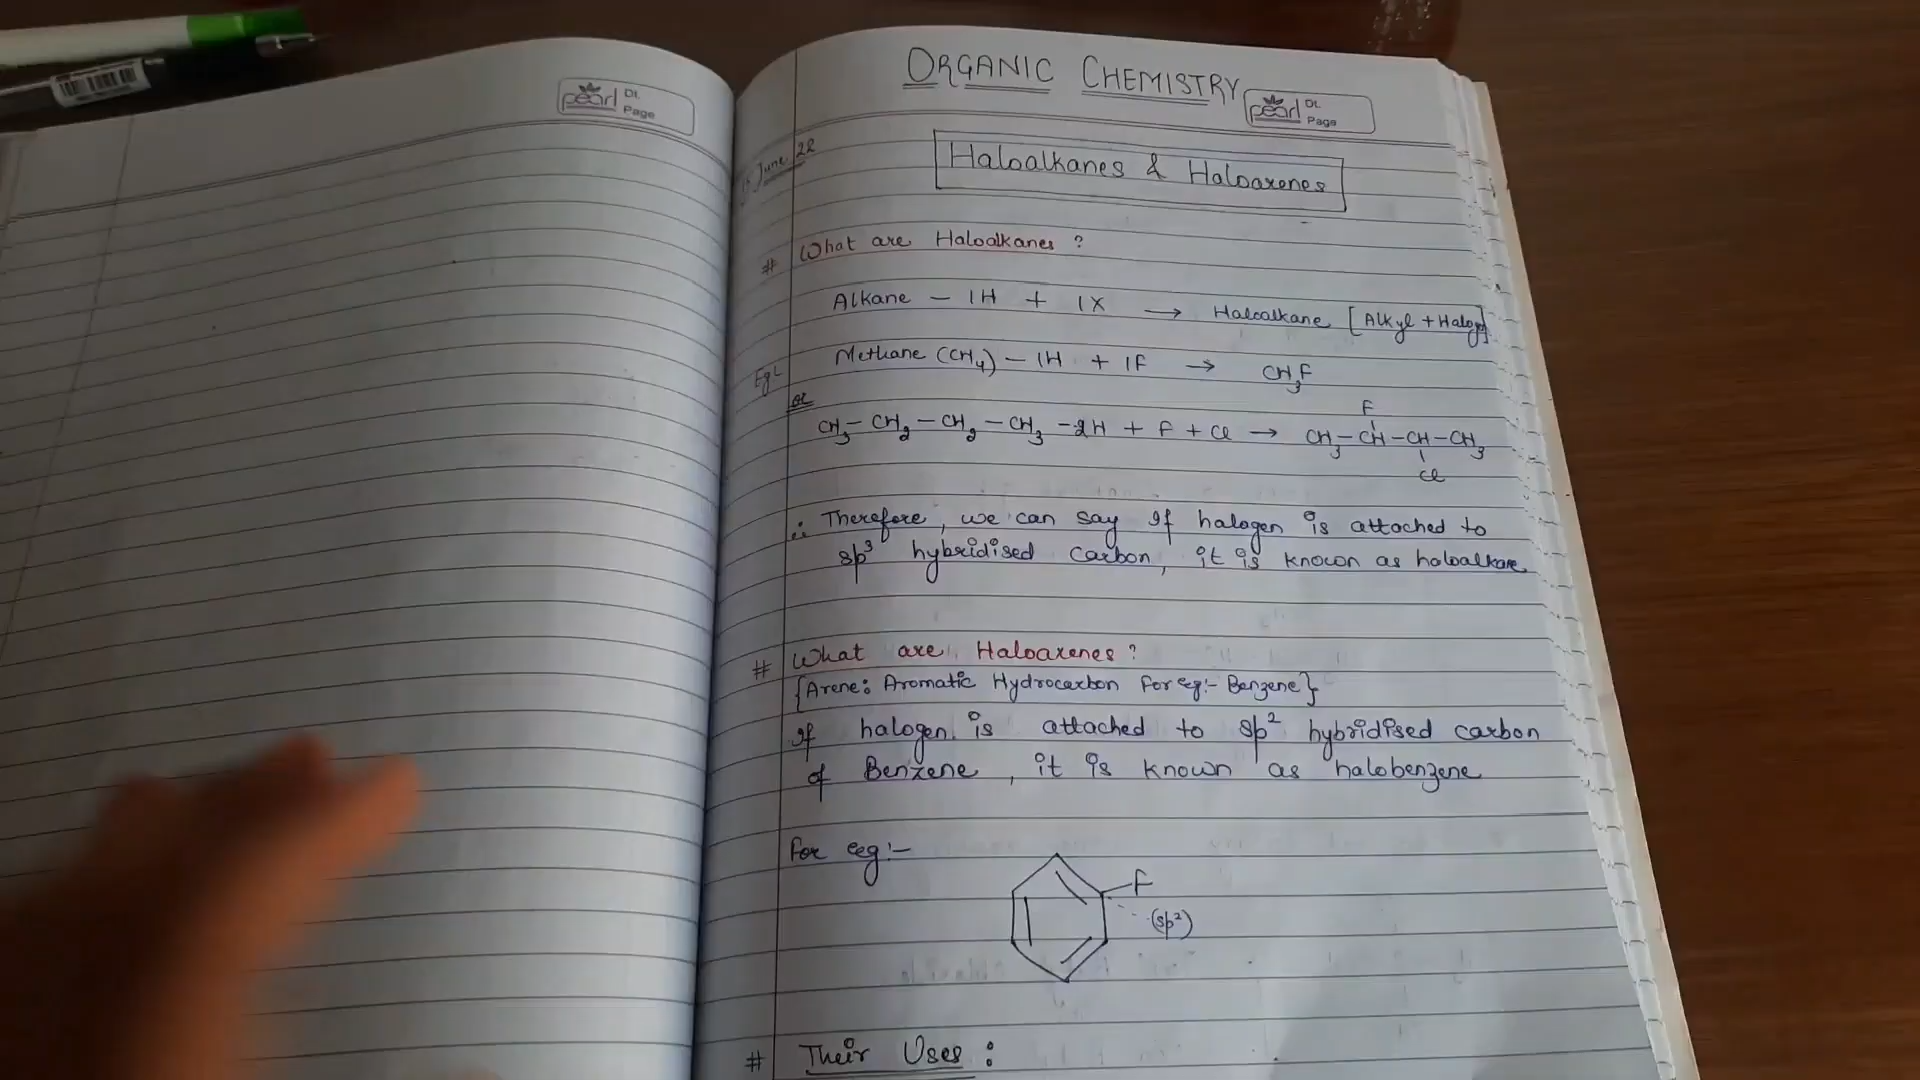 pearl
Dt.
Page
ORGANIC CHEMISTRY
pearl
Dt.
Page
June 22
Haloalkanes & Haloarenes
# What are Haloalkanes ?
Alkane – 1H + 1X → Haloalkane [Alkyl + Halogen]
Eg:- Methane (CH4) – 1H + 1F → CH3F
or
F
CH3 – CH2 – CH2 – CH3 – 2H + F + Cl → CH3 – CH – CH – CH3
Cl
∴ Therefore, we can say If halogen is attached to
sp3 hybridised carbon, it is known as haloalkane
# What are Haloarenes ?
{Arene: Aromatic Hydrocarbon For eg:- Benzene}
If halogen is attached to sp2 hybridised carbon
of Benzene, it is known as halobenzene
For eg:-
F
(sp2)
# Their Uses :